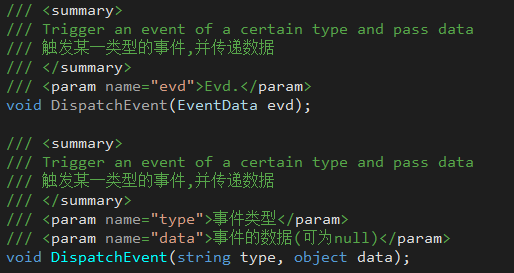 /// <summary>
/// Trigger an event of a certain type and pass data
/// 触发某一类型的事件,并传递数据
/// </summary>
/// <param name="evd">Evd.</param>
void DispatchEvent(EventData evd);
/// <summary>
/// Trigger an event of a certain type and pass data
/// 触发某一类型的事件,并传递数据
/// </summary>
/// <param name="type">事件类型</param>
/// <param name="data">事件的数据(可为null)</param>
void DispatchEvent(string type, object data);